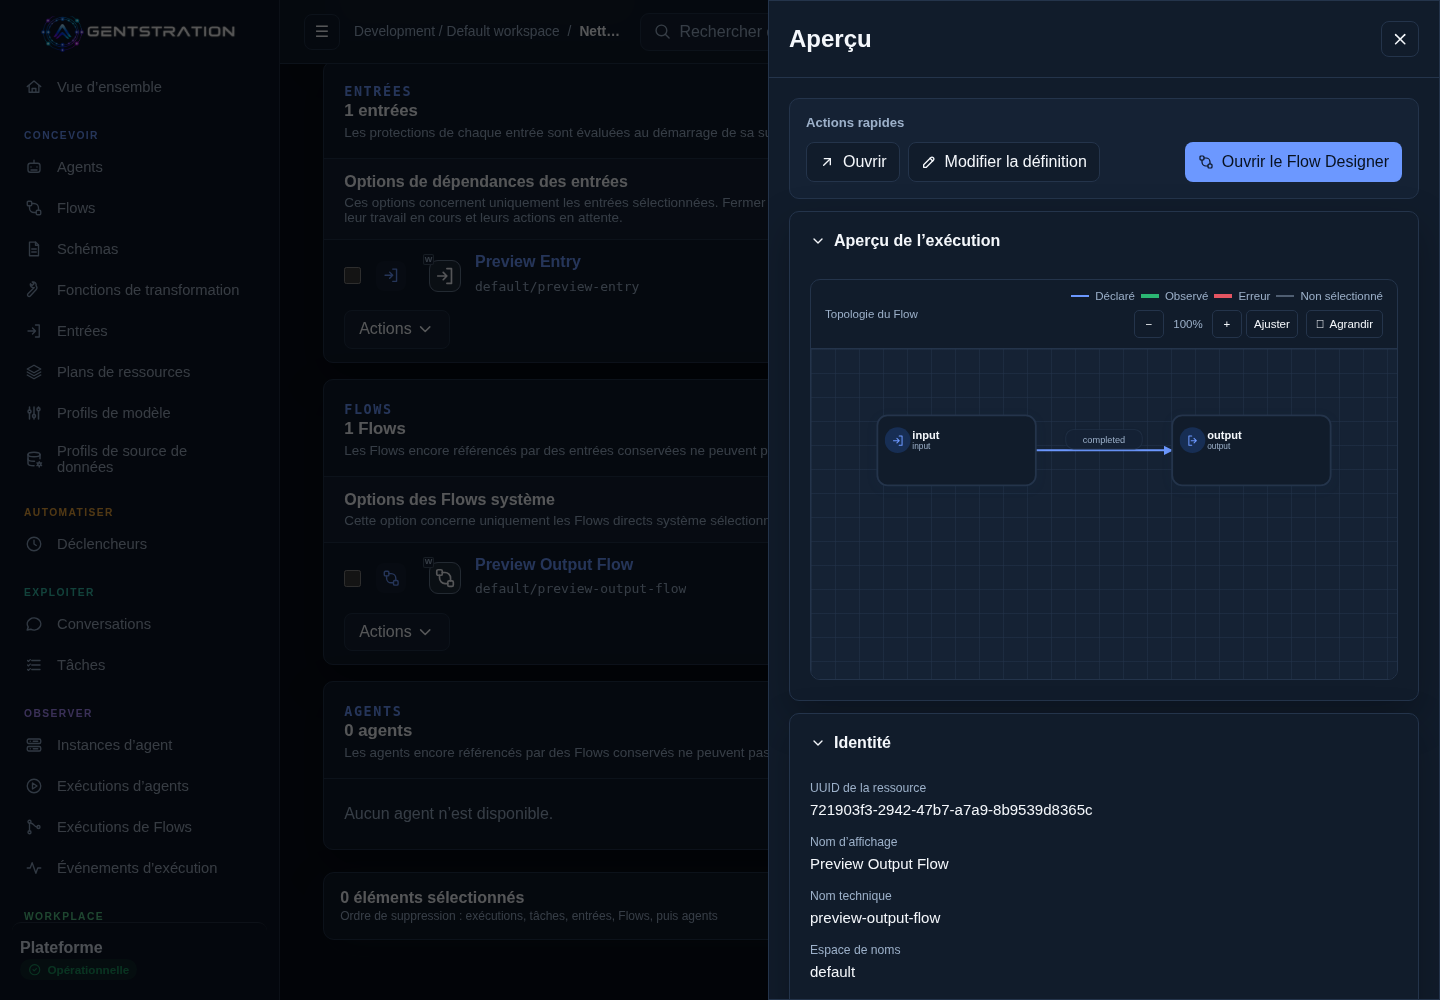 GENTSTRATION
Vue d’ensemble
CONCEVOIR
Agents
Flows
Schémas
Fonctions de transformation
Entrées
Plans de ressources
Profils de modèle
Profils de source de
données
AUTOMATISER
Déclencheurs
EXPLOITER
Conversations
Tâches
OBSERVER
Instances d’agent
Exécutions d’agents
Exécutions de Flows
Événements d’exécution
WORKPLACE
Plateforme
Opérationnelle
Development / Default workspace / Nett…
Rechercher
ENTRÉES
1 entrées
Les protections de chaque entrée sont évaluées au démarrage de sa
Options de dépendances des entrées
Ces options concernent uniquement les entrées sélectionnées. Fermer
leur travail en cours et leurs actions en attente.
W
Preview Entry
default/preview-entry
Actions
FLOWS
1 Flows
Les Flows encore référencés par des entrées conservées ne peuvent
Options des Flows système
Cette option concerne uniquement les Flows directs système
W
Preview Output Flow
default/preview-output-flow
Actions
AGENTS
0 agents
Les agents encore référencés par des Flows conservés ne peuvent pas
Aucun agent n’est disponible.
0 éléments sélectionnés
Ordre de suppression : exécutions, tâches, entrées, Flows, puis agents
Aperçu
Actions rapides
Ouvrir
Modifier la définition
Ouvrir le Flow Designer
Aperçu de l’exécution
Déclaré Observé Erreur Non sélectionné
Topologie du Flow
− 100% + Ajuster Agrandir
input
input
completed
output
output
Identité
UUID de la ressource
721903f3-2942-47b7-a7a9-8b9539d8365c
Nom d’affichage
Preview Output Flow
Nom technique
preview-output-flow
Espace de noms
default